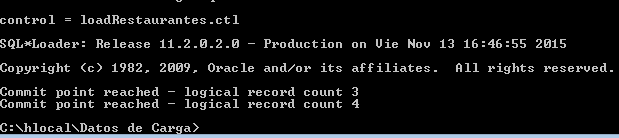 control = loadRestaurantes.ctl
SQL*Loader: Release 11.2.0.2.0 - Production on Vie Nov 13 16:46:55 2015
Copyright (c) 1982, 2009, Oracle and/or its affiliates.  All rights reserved.
Commit point reached - logical record count 3
Commit point reached - logical record count 4
C:\hlocal\Datos de Carga>